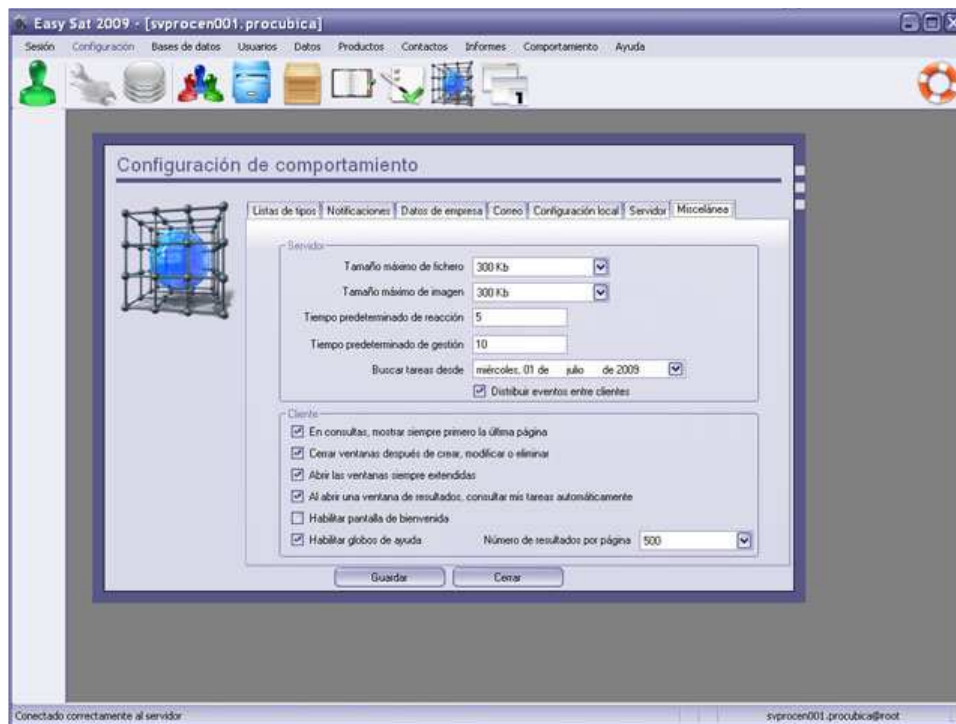 Easy Sat 2009 - [svprocen001.procubica]
Sesión Configuración Bases de datos Usuarios Datos Productos Contactos Informes Comportamiento Ayuda
1
Configuración de comportamiento
Listas de tipos Notificaciones Datos de empresa Correo Configuración local Servidor Miscelánea
Servidor
Tamaño máximo de fichero 300 Kb
Tamaño máximo de imagen 300 Kb
Tiempo predeterminado de reacción 5
Tiempo predeterminado de gestión 10
Buscar tareas desde miércoles, 01 de julio de 2009
Distribuir eventos entre clientes
Cliente
En consultas, mostrar siempre primero la última página
Cerrar ventanas después de crear, modificar o eliminar
Abrir las ventanas siempre extendidas
Al abrir una ventana de resultados, consultar mis tareas automáticamente
Habilitar pantalla de bienvenida
Habilitar globos de ayuda Número de resultados por página 500
Guardar Cerrar
Conectado correctamente al servidor svprocen001.procubica@root